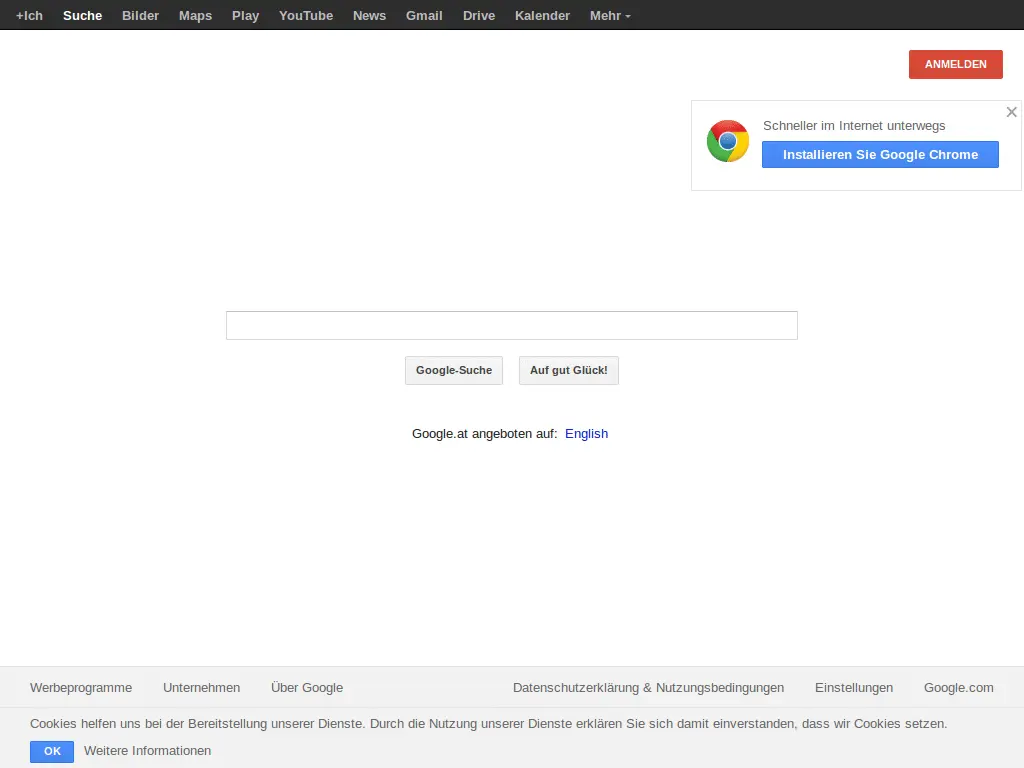 +Ich Suche Bilder Maps Play YouTube News Gmail Drive Kalender Mehr
ANMELDEN
Schneller im Internet unterwegs
Installieren Sie Google Chrome
Google-Suche Auf gut Glück!
Google.at angeboten auf: English
Werbeprogramme Unternehmen Über Google Datenschutzerklärung & Nutzungsbedingungen Einstellungen Google.com
Cookies helfen uns bei der Bereitstellung unserer Dienste. Durch die Nutzung unserer Dienste erklären Sie sich damit einverstanden, dass wir Cookies setzen.
OK Weitere Informationen